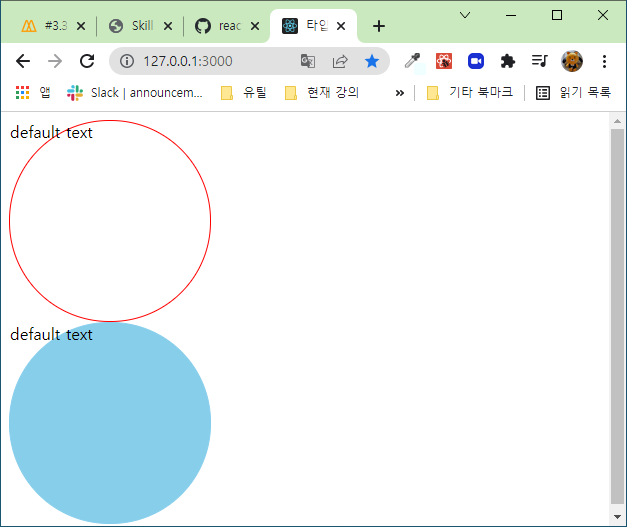 #3.3
Skill
reac
타입
127.0.0.1:3000
앱
Slack | announcem...
유틸
현재 강의
»
기타 북마크
읽기 목록
default text
default text